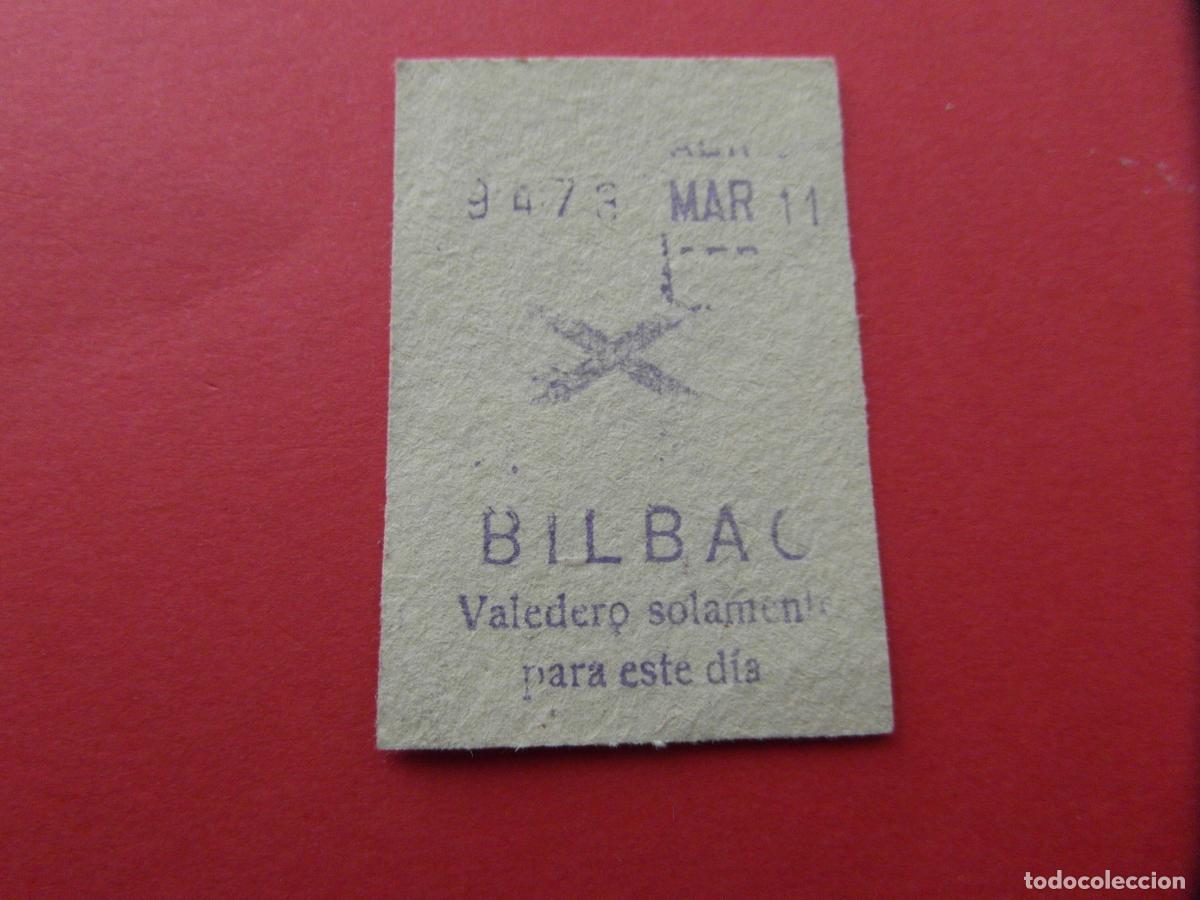 9473 MAR 11
BILBAO
Valedero solamente
para este día
todocoleccion